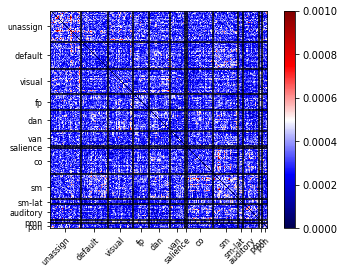 unassign
default
visual
fp
dan
van
salience
co
sm
sm-lat
auditory
pmn
pon
unassign
default
visual
fp
dan
van
salience
co
sm
sm-lat
auditory
0.0010
0.0008
0.0006
0.0004
0.0002
0.0000